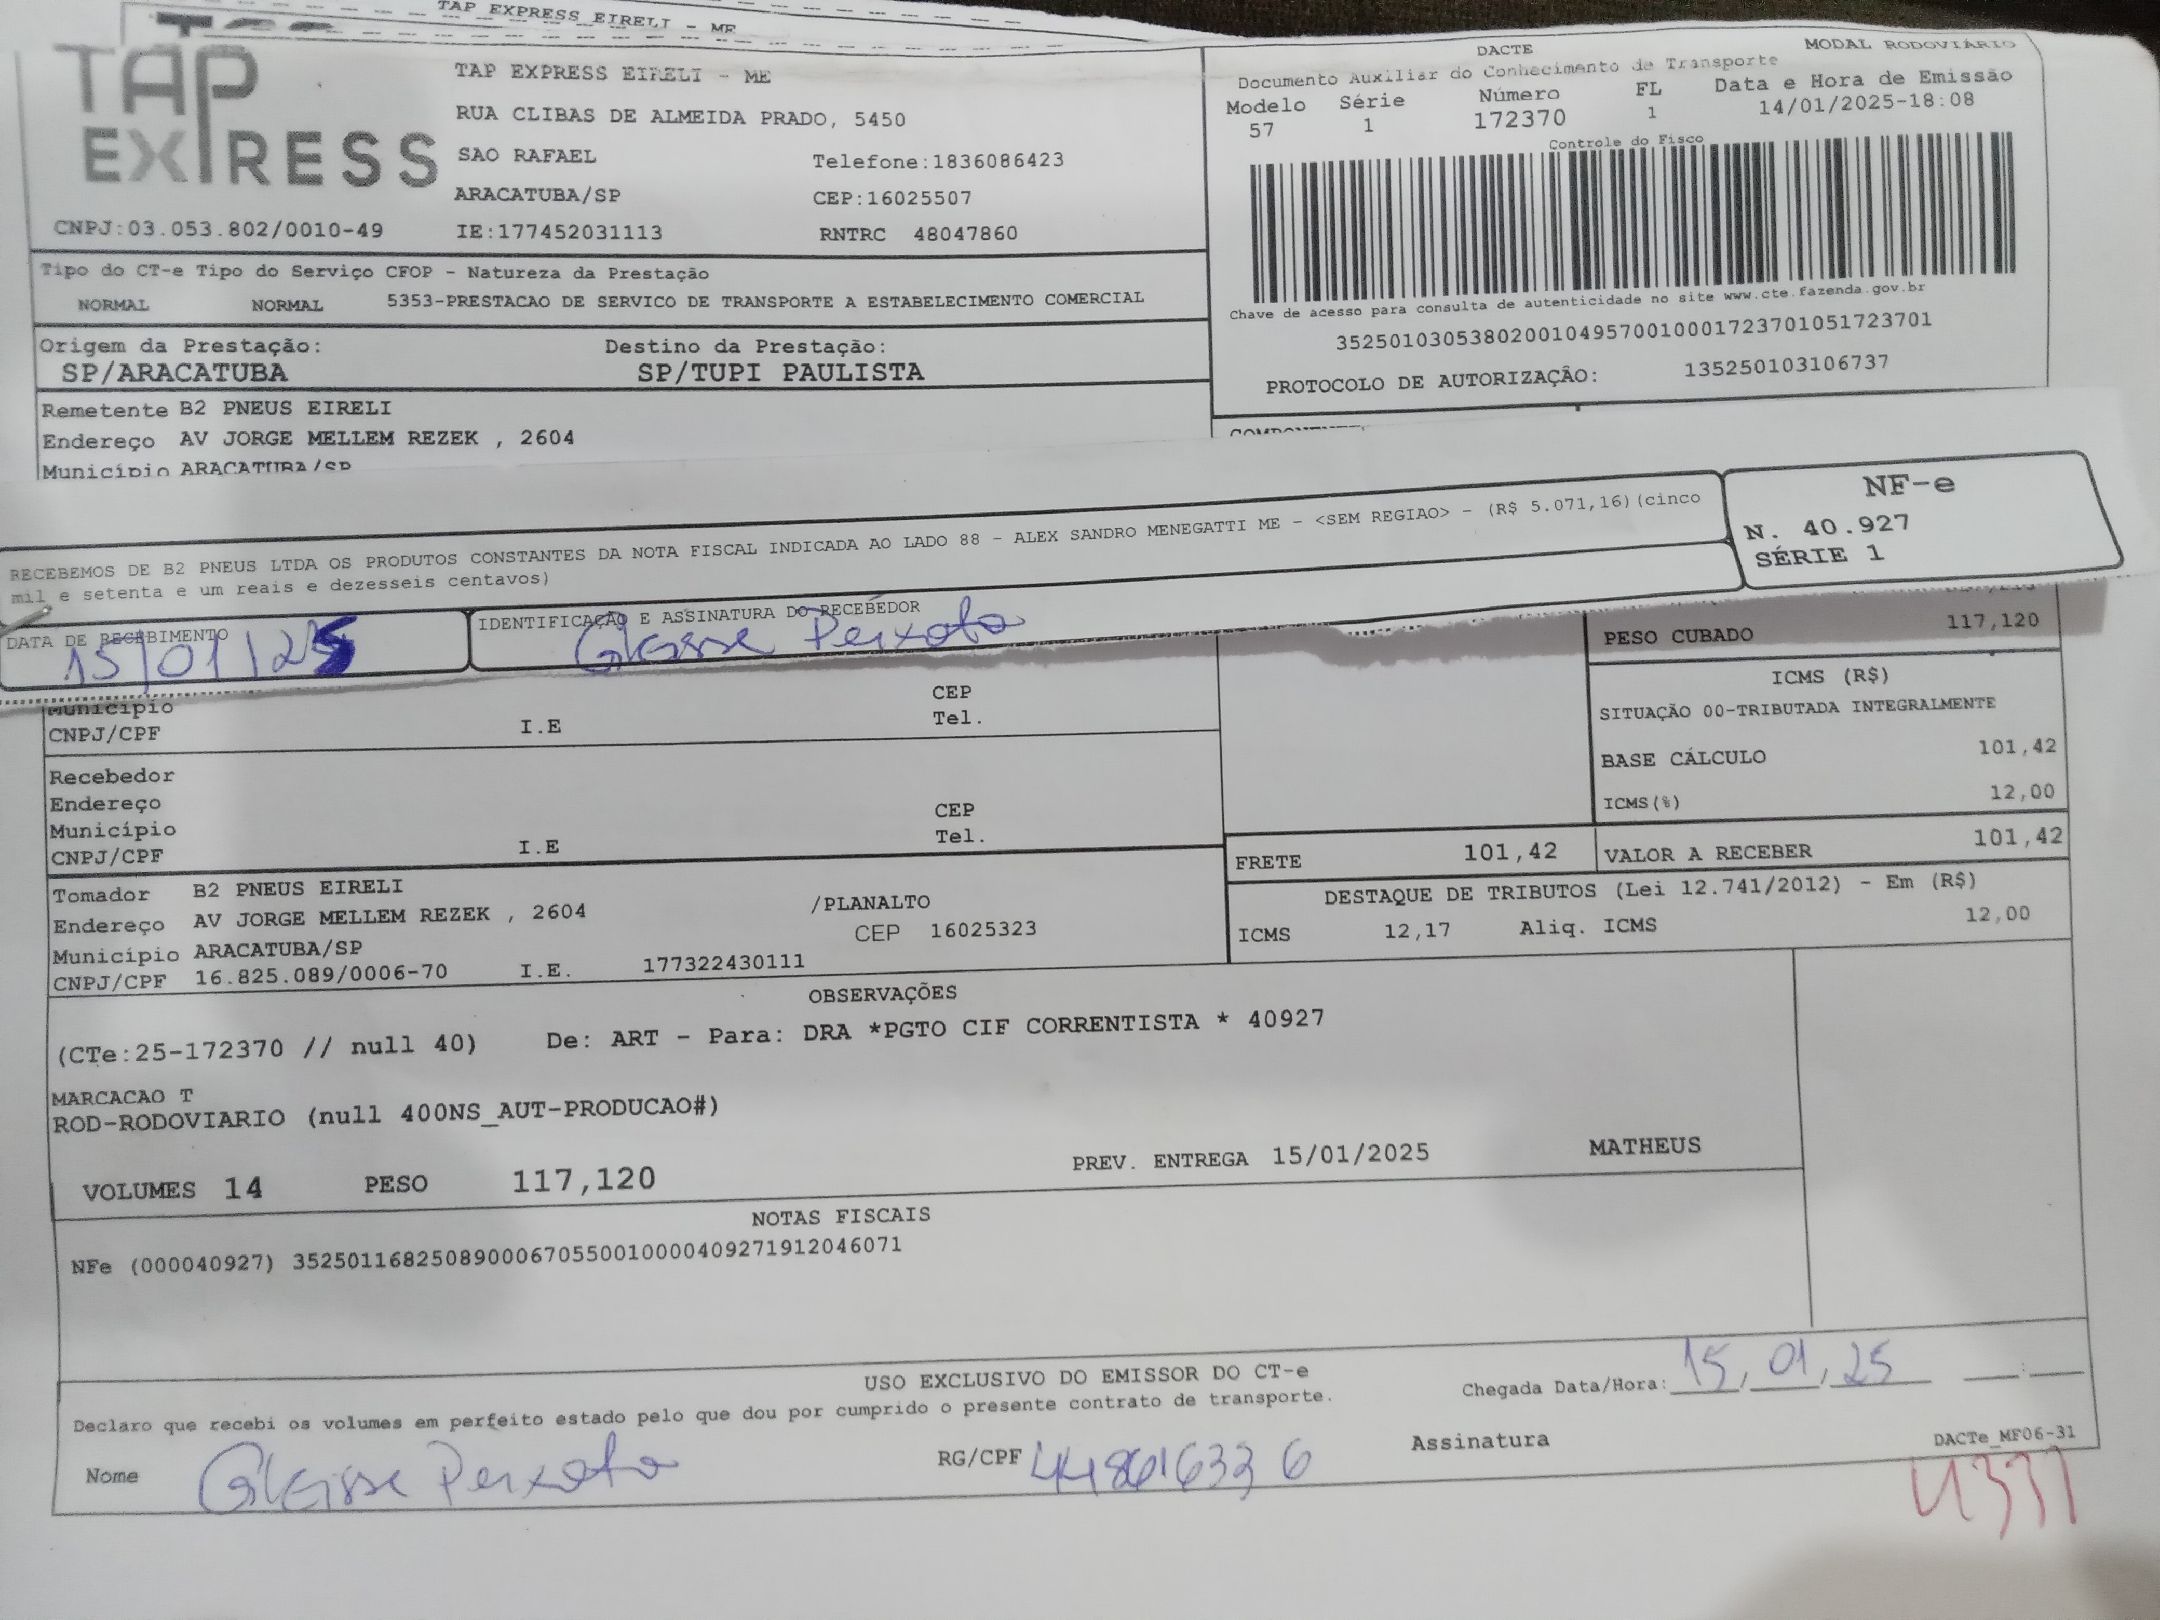 TAP EXPRESS EIRELI - ME
TAP EXPRESS
TAP EXPRESS EIRELI - ME
RUA CLIBAS DE ALMEIDA PRADO, 5450
SAO RAFAEL Telefone:1836086423
ARACATUBA/SP CEP:16025507
CNPJ:03.053.802/0010-49 IE:177452031113 RNTRC 48047860
DACTE MODAL RODOVIÁRIO
Documento Auxiliar do Conhecimento de Transporte
Modelo Série Número FL Data e Hora de Emissão
57 1 172370 1 14/01/2025-18:08
Controle do Fisco
Chave de acesso para consulta de autenticidade no site www.cte.fazenda.gov.br
35250103053802001049570010001723701051723701
PROTOCOLO DE AUTORIZAÇÃO: 135250103106737
Tipo do CT-e Tipo do Serviço CFOP - Natureza da Prestação
NORMAL NORMAL 5353-PRESTACAO DE SERVICO DE TRANSPORTE A ESTABELECIMENTO COMERCIAL
Origem da Prestação: Destino da Prestação:
SP/ARACATUBA SP/TUPI PAULISTA
Remetente B2 PNEUS EIRELI
Endereço AV JORGE MELLEM REZEK , 2604
Município ARACATUBA/SP
NF-e
N. 40.927
SÉRIE 1
RECEBEMOS DE B2 PNEUS LTDA OS PRODUTOS CONSTANTES DA NOTA FISCAL INDICADA AO LADO 88 - ALEX SANDRO MENEGATTI ME - <SEM REGIAO> - (R$ 5.071,16)(cinco
mil e setenta e um reais e dezesseis centavos)
DATA DE RECEBIMENTO IDENTIFICAÇÃO E ASSINATURA DO RECEBEDOR
15/01/25 Peixoto
PESO CUBADO 117,120
Município CEP
CNPJ/CPF I.E Tel.
ICMS (R$)
SITUAÇÃO 00-TRIBUTADA INTEGRALMENTE
BASE CÁLCULO 101,42
ICMS(%) 12,00
Recebedor
Endereço CEP
Município Tel.
CNPJ/CPF I.E
FRETE 101,42 VALOR A RECEBER 101,42
Tomador B2 PNEUS EIRELI
Endereço AV JORGE MELLEM REZEK , 2604 /PLANALTO
Município ARACATUBA/SP CEP 16025323
CNPJ/CPF 16.825.089/0006-70 I.E. 177322430111
DESTAQUE DE TRIBUTOS (Lei 12.741/2012) - Em (R$)
ICMS 12,17 Aliq. ICMS 12,00
OBSERVAÇÕES
(CTe:25-172370 // null 40) De: ART - Para: DRA *PGTO CIF CORRENTISTA * 40927
MARCACAO T
ROD-RODOVIARIO (null 400NS_AUT-PRODUCAO#)
VOLUMES 14 PESO 117,120 PREV. ENTREGA 15/01/2025 MATHEUS
NOTAS FISCAIS
NFe (000040927) 35250116825089000670550010000409271912046071
USO EXCLUSIVO DO EMISSOR DO CT-e
Chegada Data/Hora: 15,01,25 :
Declaro que recebi os volumes em perfeito estado pelo que dou por cumprido o presente contrato de transporte.
Nome Peixoto RG/CPF Assinatura
DACTe_MF06-31